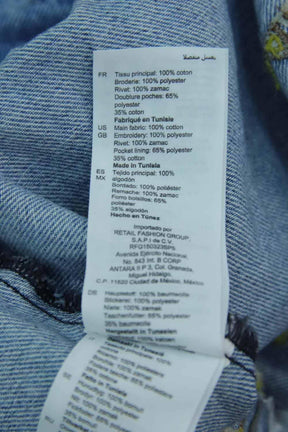 يغسل منفصلا
FR Tissu principal: 100% coton
Broderie: 100% polyester
Rivet: 100% zamac
Doublure poches: 65%
polyester
35% coton
Fabriqué en Tunisie
US Main fabric: 100% cotton
GB Embroidery: 100% polyester
Rivet: 100% zamac
Pocket lining: 65% polyester
35% cotton
Made in Tunisia
ES Tejido principal: 100%
MX algodón
Bordado: 100% poliéster
Remache: 100% zamac
Forro bolsillos: 65%
poliéster
35% algodón
Hecho en Túnez
Importado por
RETAIL FASHION GROUP,
S.A.P.I de C.V.
Avenida Ejército Nacional,
No. 843 Int. B CORP
ANTARA II P 3, Col. Granada,
Miguel Hidalgo,
C.P. 11520 Ciudad de México,
México
DE Hauptstoff: 100% baumwolle
Stickerei: 100% polyester
Niete: 100% zamak
Taschenfutter: 65% polyester
35% baumwolle
Hergestellt in Tunesien